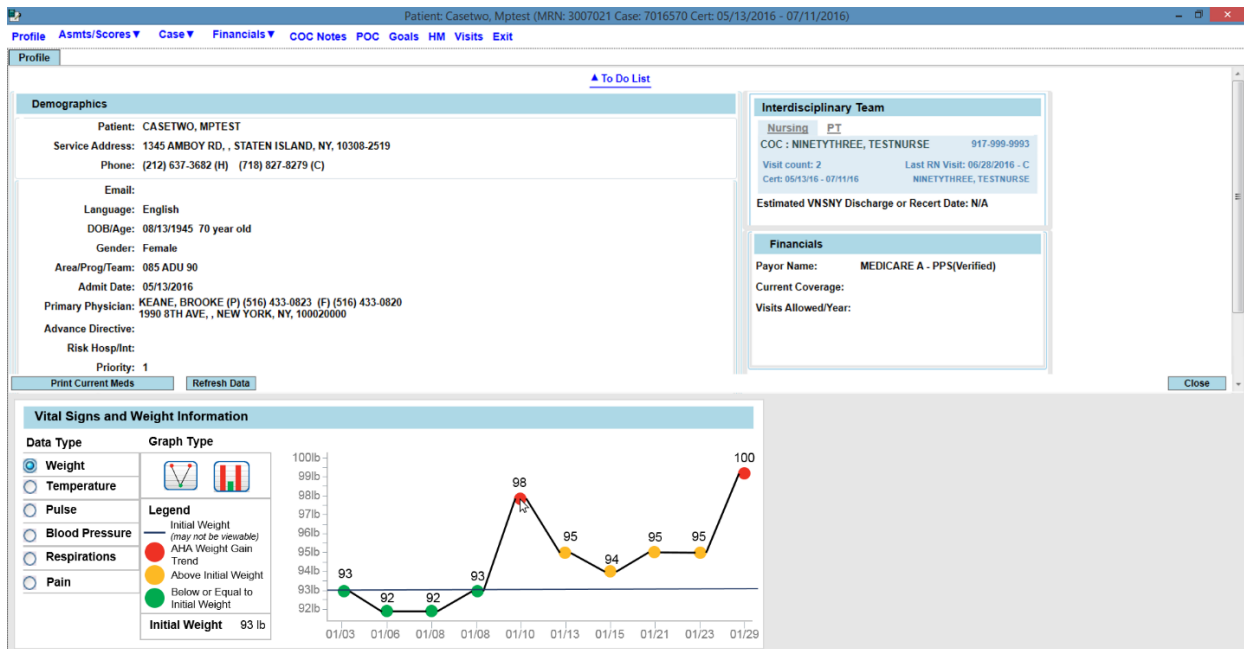 Patient: Casetwo, Mptest (MRN: 3007021 Case: 7016570 Cert: 05/13/2016 - 07/11/2016)
Profile Asmts/Scores▼ Case▼ Financials▼ COC Notes POC Goals HM Visits Exit
Profile
▲ To Do List
Demographics
Patient: CASETWO, MPTEST
Service Address: 1345 AMBOY RD, , STATEN ISLAND, NY, 10308-2519
Phone: (212) 637-3682 (H) (718) 827-8279 (C)
Email:
Language: English
DOB/Age: 08/13/1945 70 year old
Gender: Female
Area/Prog/Team: 085 ADU 90
Admit Date: 05/13/2016
Primary Physician: KEANE, BROOKE (P) (516) 433-0823 (F) (516) 433-0820
1990 8TH AVE, , NEW YORK, NY, 100020000
Advance Directive:
Risk Hosp/Int:
Priority: 1
Interdisciplinary Team
Nursing PT
COC : NINETYTHREE, TESTNURSE 917-999-9993
Visit count: 2 Last RN Visit: 06/28/2016 - C
Cert: 05/13/16 - 07/11/16 NINETYTHREE, TESTNURSE
Estimated VNSNY Discharge or Recert Date: N/A
Financials
Payor Name: MEDICARE A - PPS(Verified)
Current Coverage:
Visits Allowed/Year:
Print Current Meds Refresh Data Close
Vital Signs and Weight Information
Data Type
Weight
Temperature
Pulse
Blood Pressure
Respirations
Pain
Graph Type
Legend
Initial Weight
(may not be viewable)
AHA Weight Gain
Trend
Above Initial Weight
Below or Equal to
Initial Weight
Initial Weight 93 lb
100lb
99lb
98lb
97lb
96lb
95lb
94lb
93lb
92lb
93 92 92 93 98 95 94 95 95 100
01/03 01/06 01/08 01/08 01/10 01/13 01/15 01/21 01/23 01/29